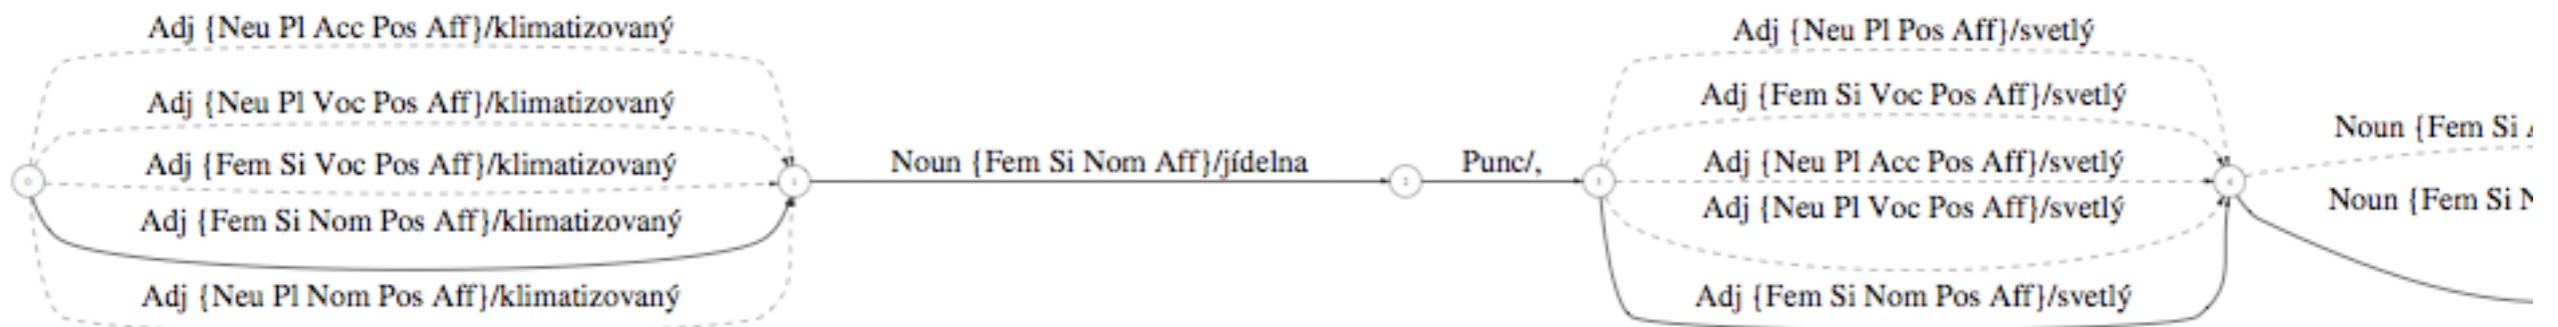 Adj {Neu Pl Acc Pos Aff}/klimatizovaný
Adj {Neu Pl Voc Pos Aff}/klimatizovaný
Adj {Fem Si Voc Pos Aff}/klimatizovaný
Adj {Fem Si Nom Pos Aff}/klimatizovaný
Adj {Neu Pl Nom Pos Aff}/klimatizovaný
Noun {Fem Si Nom Aff}/jídelna
Punc/,
Adj {Neu Pl Pos Aff}/svetlý
Adj {Fem Si Voc Pos Aff}/svetlý
Adj {Neu Pl Acc Pos Aff}/svetlý
Adj {Neu Pl Voc Pos Aff}/svetlý
Adj {Fem Si Nom Pos Aff}/svetlý
Noun {Fem Si
Noun {Fem Si